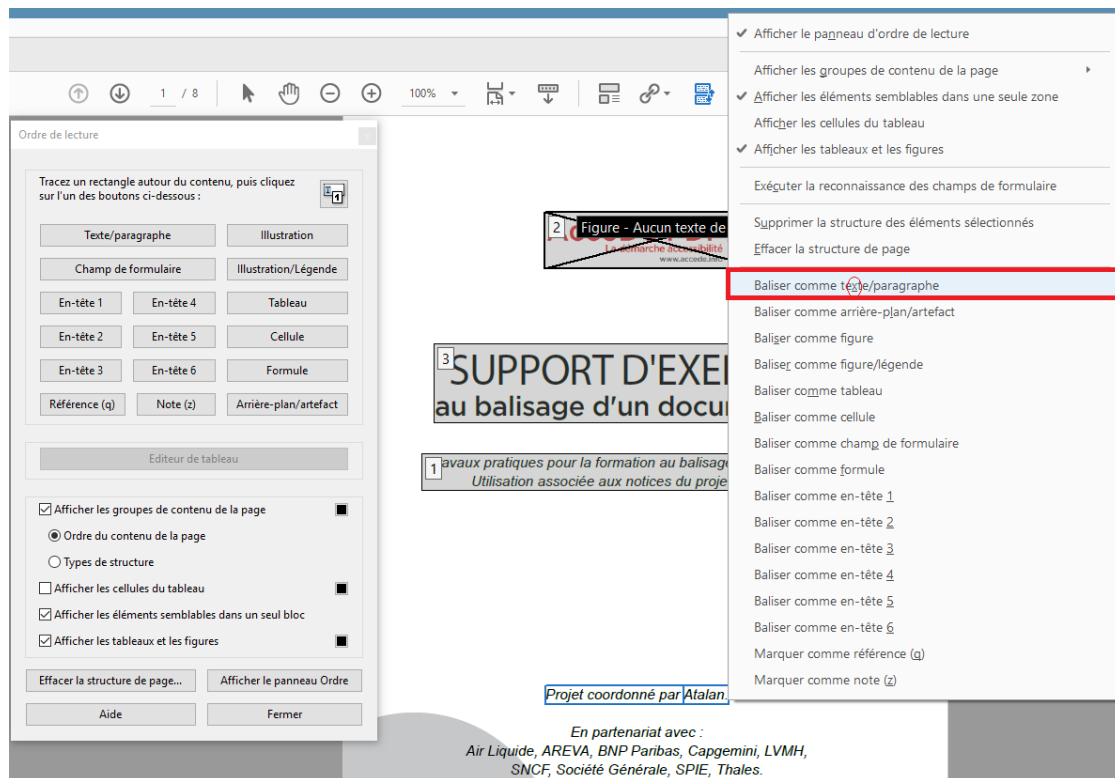 1 / 8
100%
Ordre de lecture
Tracez un rectangle autour du contenu, puis cliquez
sur l'un des boutons ci-dessous :
Texte/paragraphe
Illustration
Champ de formulaire
Illustration/Légende
En-tête 1
En-tête 4
Tableau
En-tête 2
En-tête 5
Cellule
En-tête 3
En-tête 6
Formule
Référence (q)
Note (z)
Arrière-plan/artefact
Editeur de tableau
Afficher les groupes de contenu de la page
Ordre du contenu de la page
Types de structure
Afficher les cellules du tableau
Afficher les éléments semblables dans un seul bloc
Afficher les tableaux et les figures
Effacer la structure de page...
Afficher le panneau Ordre
Aide
Fermer
2
Figure - Aucun texte de
La démarche accessibilité
www.accede.info
3
SUPPORT D'EXE
au balisage d'un docu
1
avaux pratiques pour la formation au balisag
Utilisation associée aux notices du proje
Projet coordonné par Atalan.
En partenariat avec :
Air Liquide, AREVA, BNP Paribas, Capgemini, LVMH,
SNCF, Société Générale, SPIE, Thales.
Afficher le panneau d'ordre de lecture
Afficher les groupes de contenu de la page
Afficher les éléments semblables dans une seule zone
Afficher les cellules du tableau
Afficher les tableaux et les figures
Exécuter la reconnaissance des champs de formulaire
Supprimer la structure des éléments sélectionnés
Effacer la structure de page
Baliser comme texte/paragraphe
Baliser comme arrière-plan/artefact
Baliser comme figure
Baliser comme figure/légende
Baliser comme tableau
Baliser comme cellule
Baliser comme champ de formulaire
Baliser comme formule
Baliser comme en-tête 1
Baliser comme en-tête 2
Baliser comme en-tête 3
Baliser comme en-tête 4
Baliser comme en-tête 5
Baliser comme en-tête 6
Marquer comme référence (q)
Marquer comme note (z)